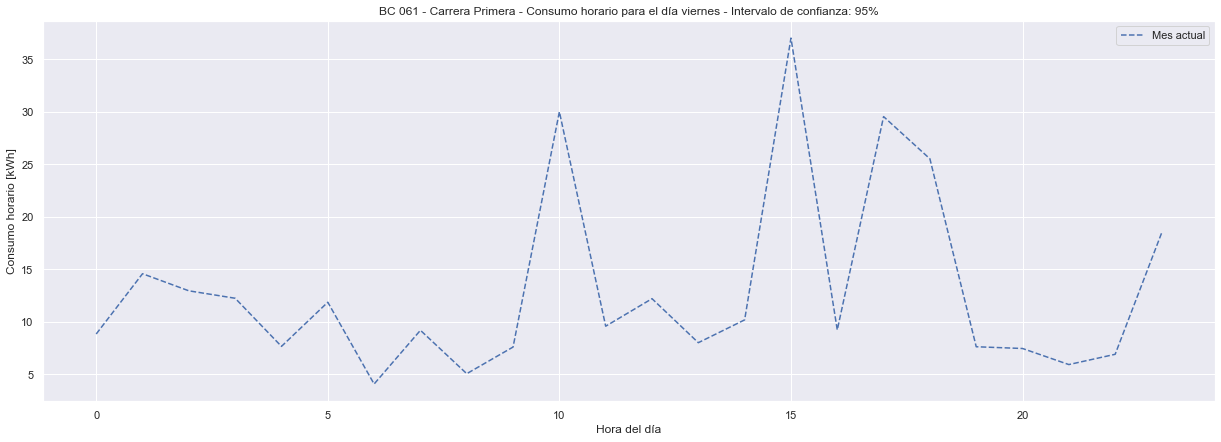 BC 061 - Carrera Primera - Consumo horario para el día viernes - Intervalo de confianza: 95%
Mes actual
Consumo horario [kWh]
35
30
25
20
15
10
5
0 5 10 15 20
Hora del día